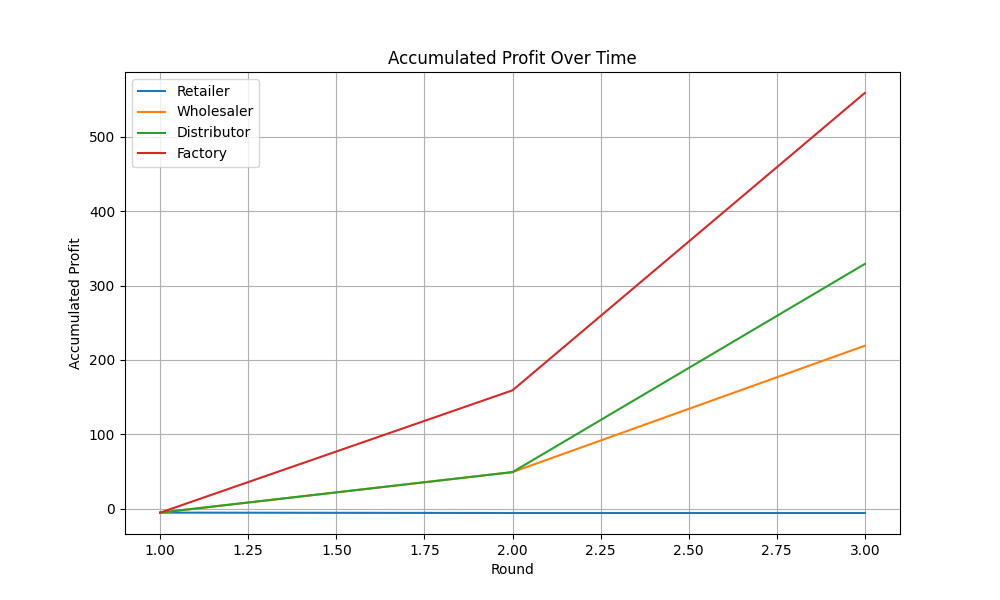 Accumulated Profit Over Time
Retailer
Wholesaler
Distributor
Factory
Accumulated Profit
500
400
300
200
100
0
1.00 1.25 1.50 1.75 2.00 2.25 2.50 2.75 3.00
Round